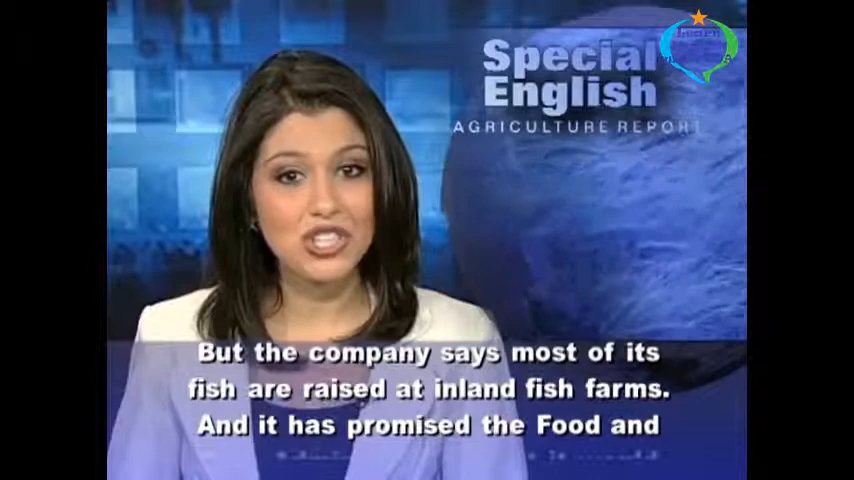 Special
English
AGRICULTURE REPORT
But the company says most of its
fish are raised at inland fish farms.
And it has promised the Food and